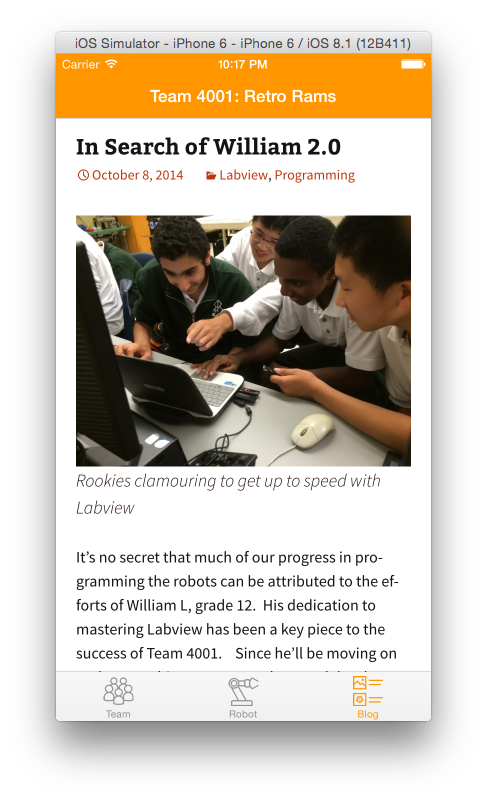 iOS Simulator - iPhone 6 - iPhone 6 / iOS 8.1 (12B411)
Carrier 10:17 PM
Team 4001: Retro Rams
In Search of William 2.0
October 8, 2014 Labview, Programming
Rookies clamouring to get up to speed with
Labview
It’s no secret that much of our progress in pro-
gramming the robots can be attributed to the ef-
forts of William L, grade 12.  His dedication to
mastering Labview has been a key piece to the
success of Team 4001.    Since he’ll be moving on
Team Robot Blog